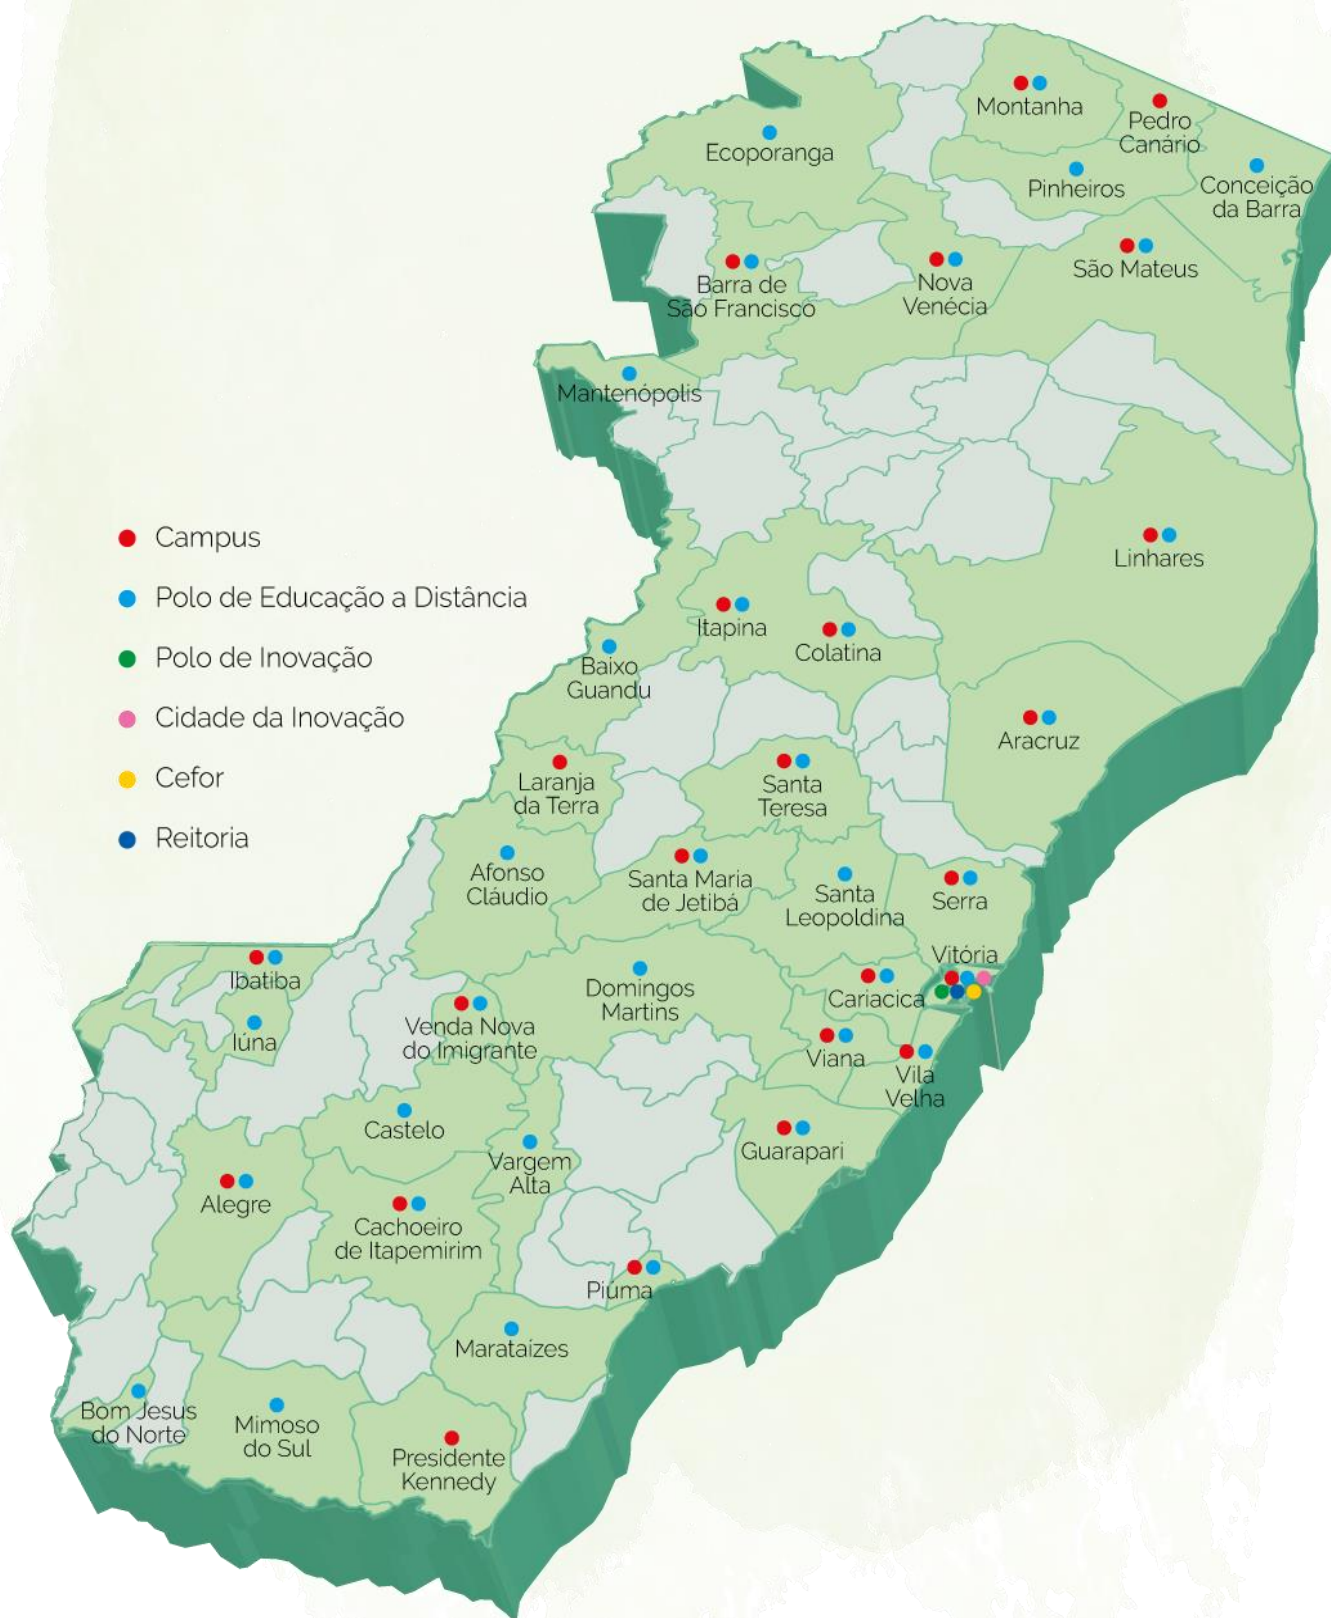 Montanha
Pedro
Canário
Ecoporanga
Pinheiros
Conceição
da Barra
São Mateus
Barra de
São Francisco
Nova
Venécia
Mantenópolis
Campus
Polo de Educação a Distância
Polo de Inovação
Cidade da Inovação
Cefor
Reitoria
Linhares
Itapina
Colatina
Baixo
Guandu
Aracruz
Laranja
da Terra
Santa
Teresa
Afonso
Cláudio
Santa Maria
de Jetibá
Santa
Leopoldina
Serra
Vitória
Ibatiba
Domingos
Martins
Cariacica
Iúna
Venda Nova
do Imigrante
Viana
Vila
Velha
Castelo
Vargem
Alta
Guarapari
Alegre
Cachoeiro
de Itapemirim
Piúma
Marataízes
Bom Jesus
do Norte
Mimoso
do Sul
Presidente
Kennedy